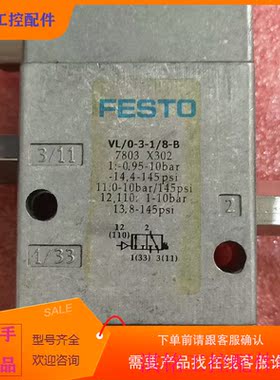 工控配件
FESTO
VL/O-3-1/8-B
7803 X302
1:-0,95-10bar
-14,4-145psi
11:0-10bar/145psi
12,110: 1-10bar
13,8-145psi
3/11
2
1/33
12
2
(110)
1(33) 3(11)
SALE
手
品
型号齐全
欢迎咨询
下单前请跟客服确认
需要产品找在线客服询